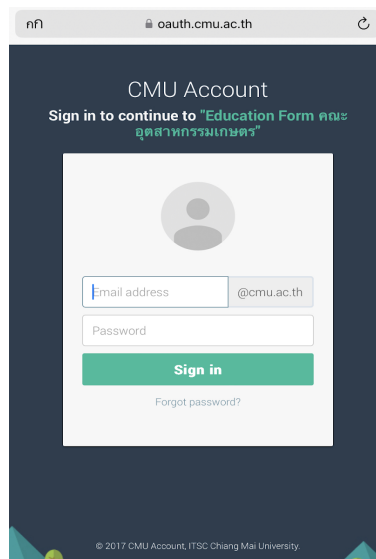 กก oauth.cmu.ac.th
CMU Account
Sign in to continue to "Education Form คณะ
อุตสาหกรรมเกษตร"
Email address @cmu.ac.th
Password
Sign in
Forgot password?
© 2017 CMU Account, ITSC Chiang Mai University.